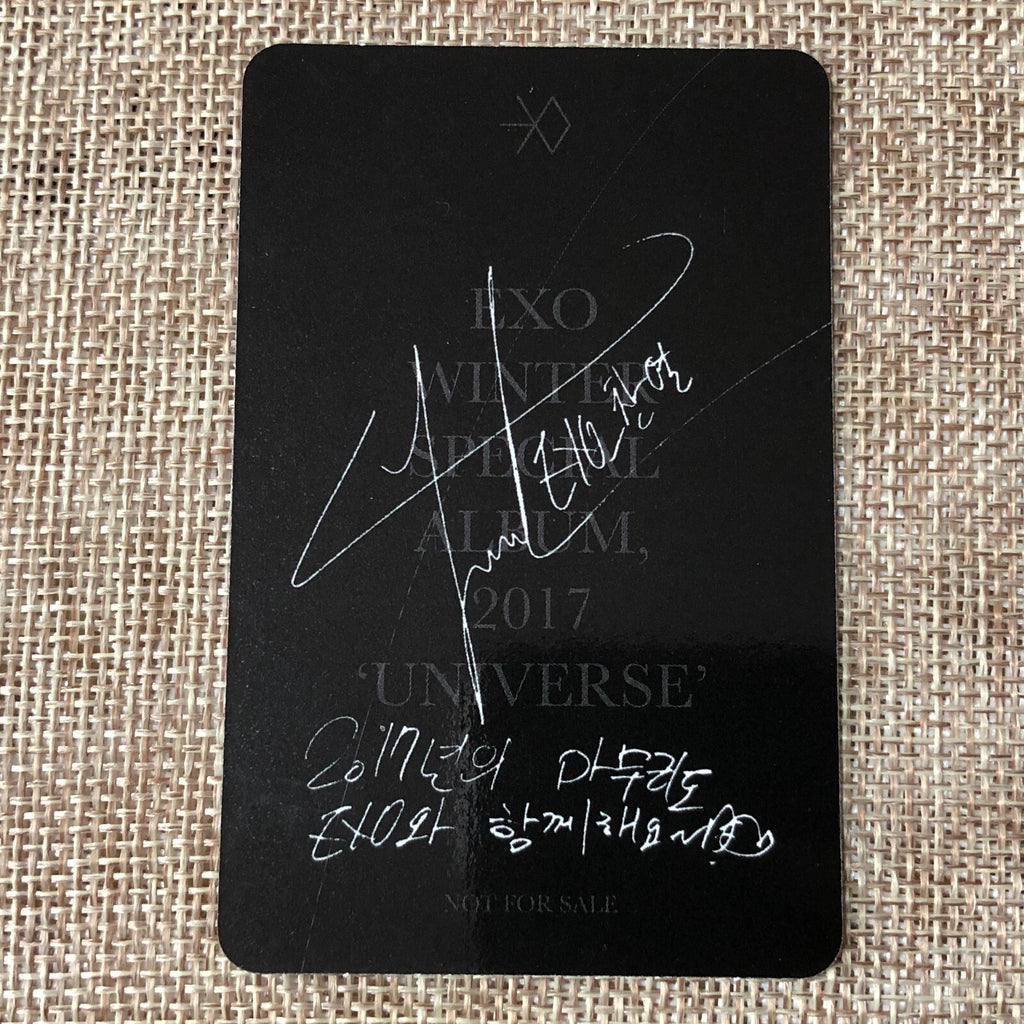 EXO
EXO
WINTER
SPECIAL
ALBUM,
2017
‘UNIVERSE’
EXO 찬열
2017년의 마무리도
EXO와 함께해요~
NOT FOR SALE